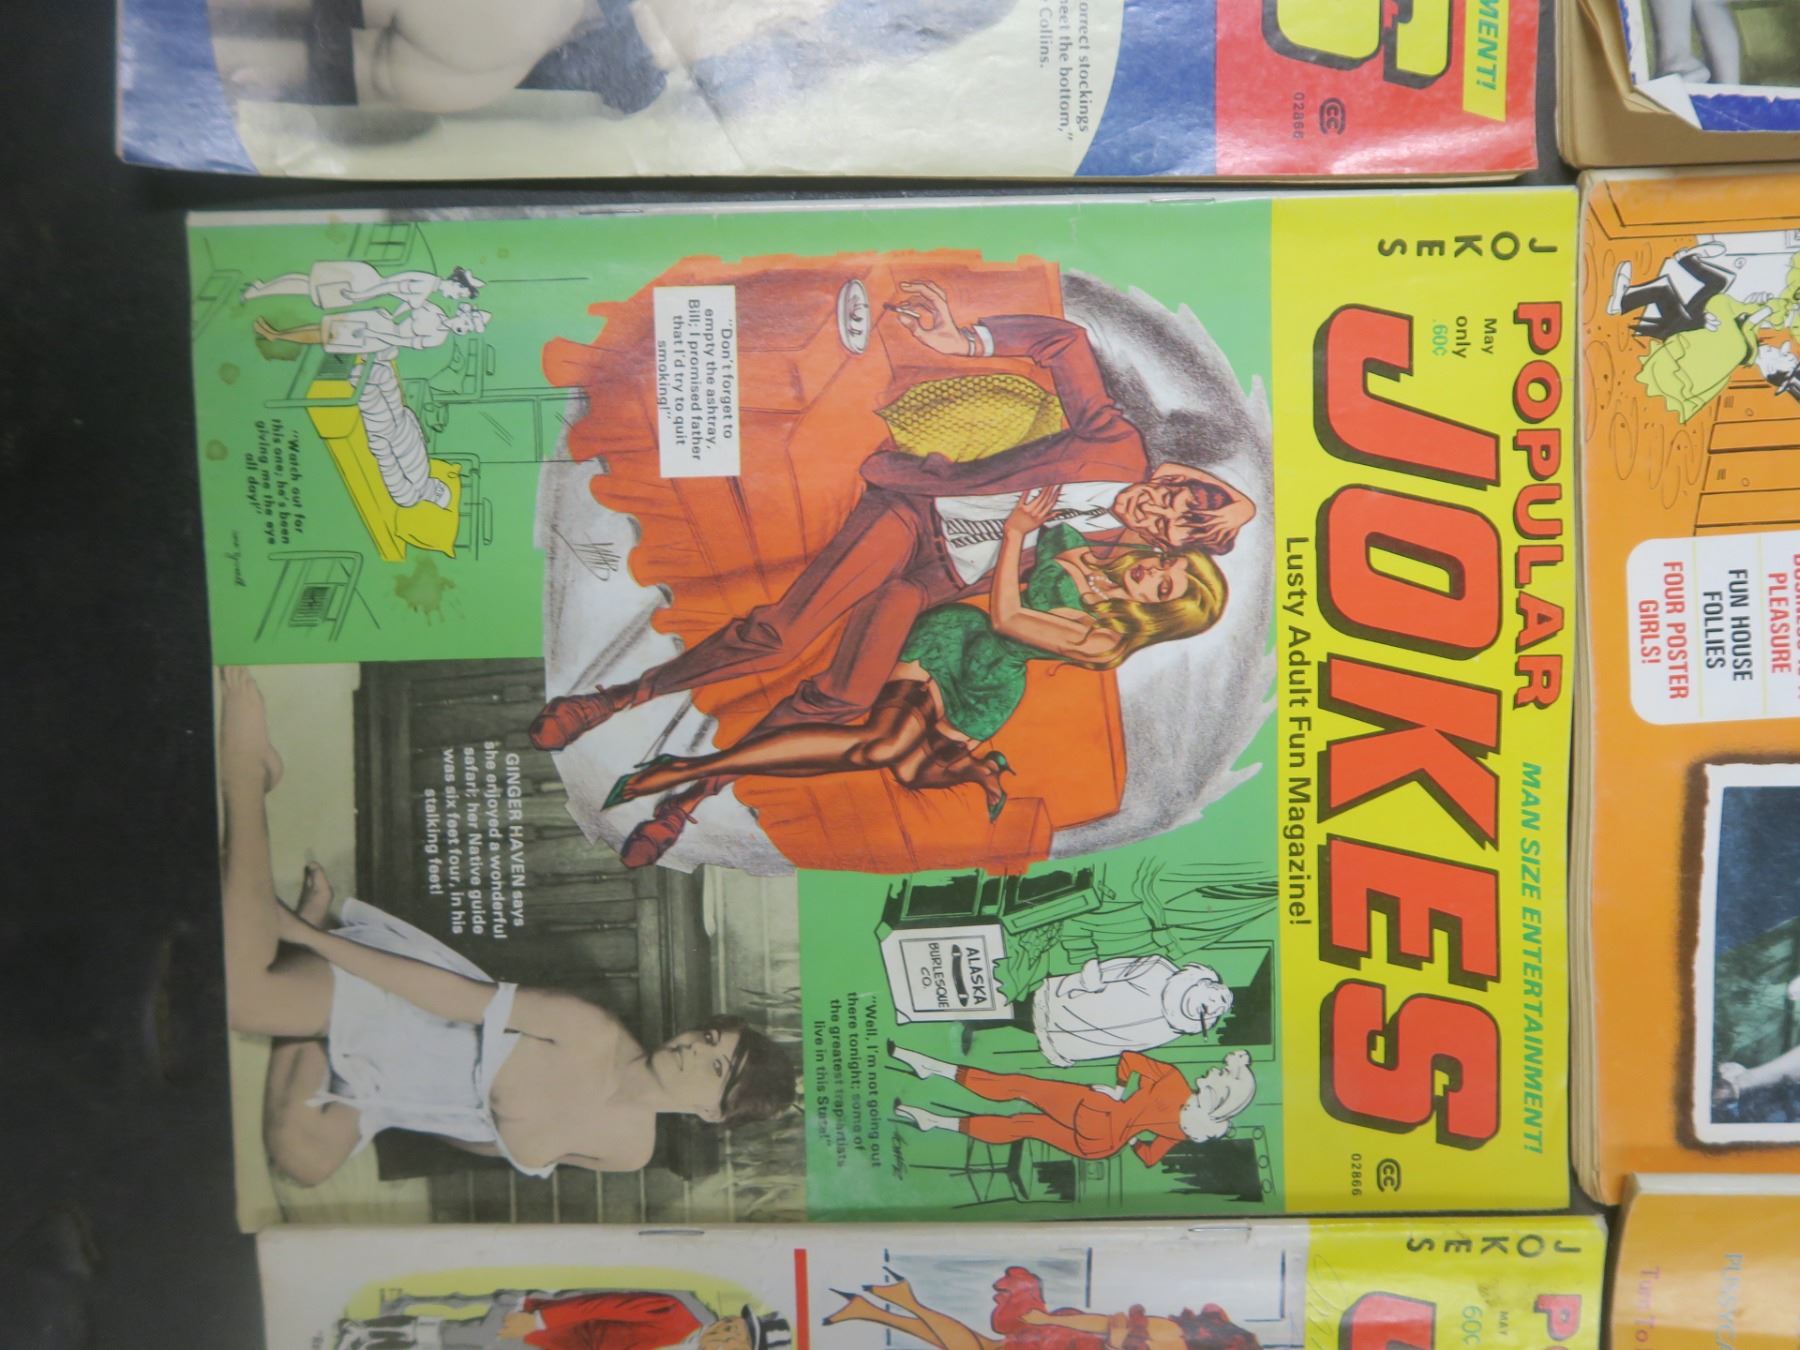 orrect stockings
eet the bottom,"
Collins.
MENT!
CC
02866
J
O
K
E
S
May
only
.60¢
POPULAR
MAN SIZE ENTERTAINMENT!
JOKES
CC
02866
Lusty Adult Fun Magazine!
"Don't forget to
empty the ashtray,
Bill; I promised father
that I'd try to quit
smoking!"
WARD
ALASKA
BURLESQUE
CO.
"Well, I'm not going out
there tonight; some of
the greatest trap artists
live in this State!"
"Watch out for
this one; he's been
giving me the eye
all day!"
GINGER HAVEN says
she enjoyed a wonderful
safari; her Native guide
was six feet four, in his
stalking feet!
PLEASURE
FUN HOUSE
FOLLIES
FOUR POSTER
GIRLS!
J
O
K
E
S
MAY
60¢